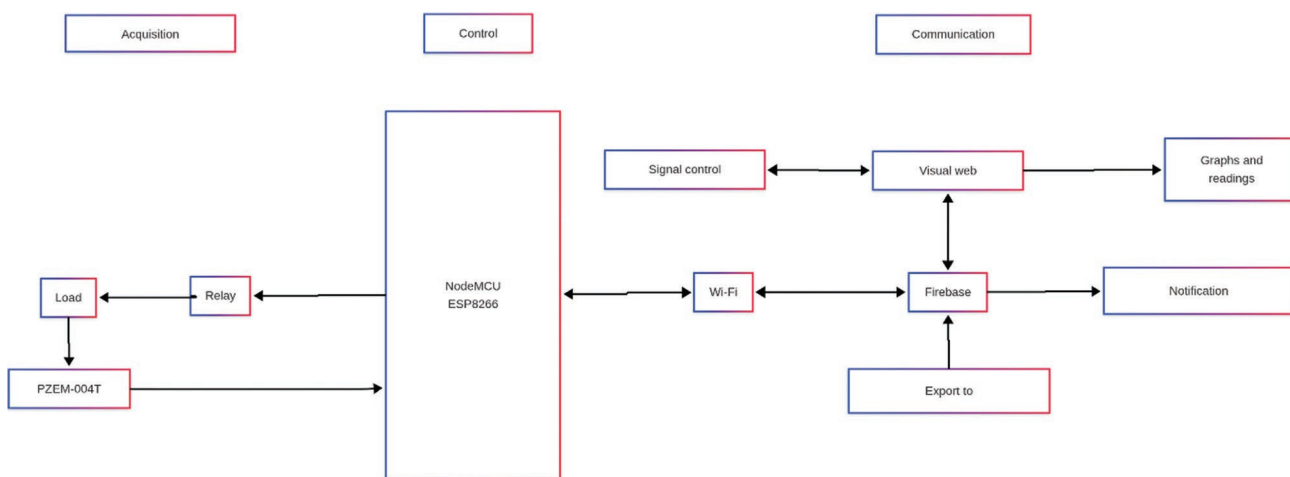 Acquisition
Control
Communication
Signal control
Visual web
Graphs and
readings
Load
Relay
NodeMCU
ESP8266
Wi-Fi
Firebase
Notification
PZEM-004T
Export to